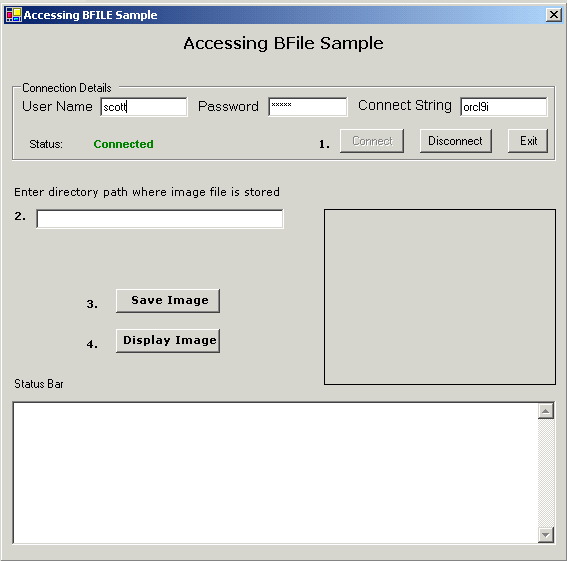 Accessing BFILE Sample
Accessing BFile Sample
Connection Details
User Name scott Password ***** Connect String orcl9i
Status: Connected 1. Connect Disconnect Exit
Enter directory path where image file is stored
2.
3. Save Image
4. Display Image
Status Bar